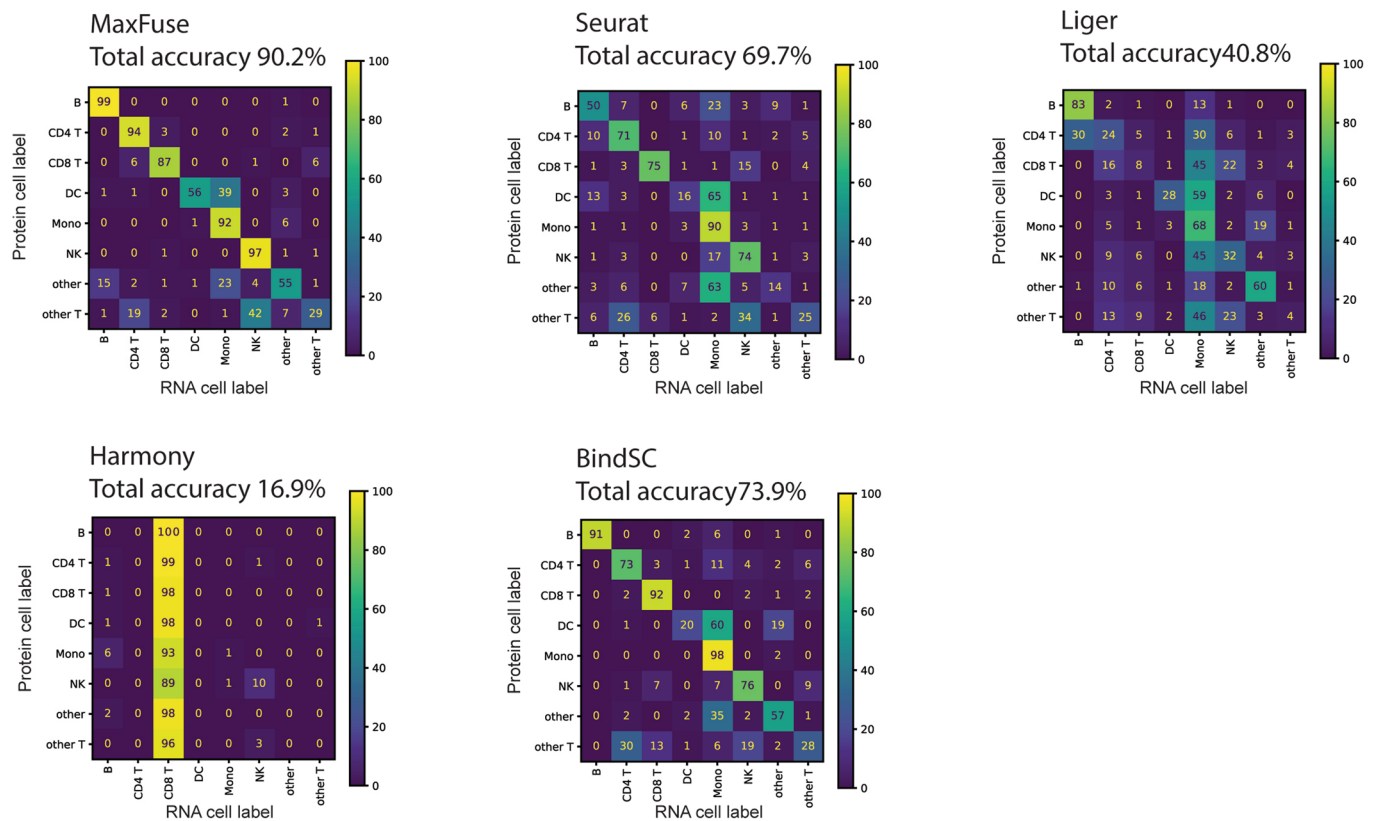 MaxFuse
Total accuracy 90.2%
Protein cell label
B 99 0 0 0 0 0 1 0
CD4 T 0 94 3 0 0 0 2 1
CD8 T 0 6 87 0 0 1 0 6
DC 1 1 0 56 39 0 3 0
Mono 0 0 0 1 92 0 6 0
NK 0 0 1 0 0 97 1 1
other 15 2 1 1 23 4 55 1
other T 1 19 2 0 1 42 7 29
B CD4 T CD8 T DC Mono NK other other T
RNA cell label
100
80
60
40
20
0
Seurat
Total accuracy 69.7%
Protein cell label
B 50 7 0 6 23 3 9 1
CD4 T 10 71 0 1 10 1 2 5
CD8 T 1 3 75 1 1 15 0 4
DC 13 3 0 16 65 1 1 1
Mono 1 1 0 3 90 1 3 1
NK 1 3 0 0 17 74 1 3
other 3 6 0 7 63 5 14 1
other T 6 26 6 1 2 34 1 25
B CD4 T CD8 T DC Mono NK other other T
RNA cell label
100
80
60
40
20
0
Liger
Total accuracy40.8%
Protein cell label
B 83 2 1 0 13 1 0 0
CD4 T 30 24 5 1 30 6 1 3
CD8 T 0 16 8 1 45 22 3 4
DC 0 3 1 28 59 2 6 0
Mono 0 5 1 3 68 2 19 1
NK 0 9 6 0 45 32 4 3
other 1 10 6 1 18 2 60 1
other T 0 13 9 2 46 23 3 4
B CD4 T CD8 T DC Mono NK other other T
RNA cell label
100
80
60
40
20
0
Harmony
Total accuracy 16.9%
Protein cell label
B 0 0 100 0 0 0 0 0
CD4 T 1 0 99 0 0 1 0 0
CD8 T 1 0 98 0 0 0 0 0
DC 1 0 98 0 0 0 0 1
Mono 6 0 93 0 1 0 0 0
NK 0 0 89 0 1 10 0 0
other 2 0 98 0 0 0 0 0
other T 0 0 96 0 0 3 0 0
B CD4 T CD8 T DC Mono NK other other T
RNA cell label
100
80
60
40
20
0
BindSC
Total accuracy73.9%
Protein cell label
B 91 0 0 2 6 0 1 0
CD4 T 0 73 3 1 11 4 2 6
CD8 T 0 2 92 0 0 2 1 2
DC 0 1 0 20 60 0 19 0
Mono 0 0 0 0 98 0 2 0
NK 0 1 7 0 7 76 0 9
other 0 2 0 2 35 2 57 1
other T 0 30 13 1 6 19 2 28
B CD4 T CD8 T DC Mono NK other other T
RNA cell label
100
80
60
40
20
0